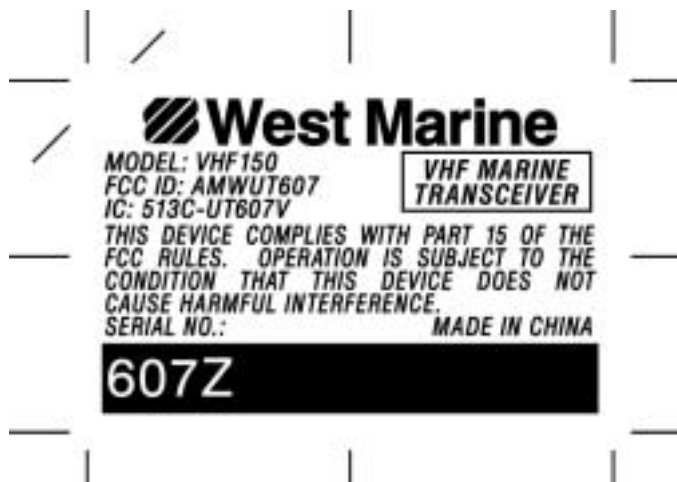 West Marine
MODEL: VHF150
FCC ID: AMWUT607
IC: 513C-UT607V
VHF MARINE
TRANSCEIVER
THIS DEVICE COMPLIES WITH PART 15 OF THE
FCC RULES. OPERATION IS SUBJECT TO THE
CONDITION THAT THIS DEVICE DOES NOT
CAUSE HARMFUL INTERFERENCE.
SERIAL NO.: MADE IN CHINA
607Z